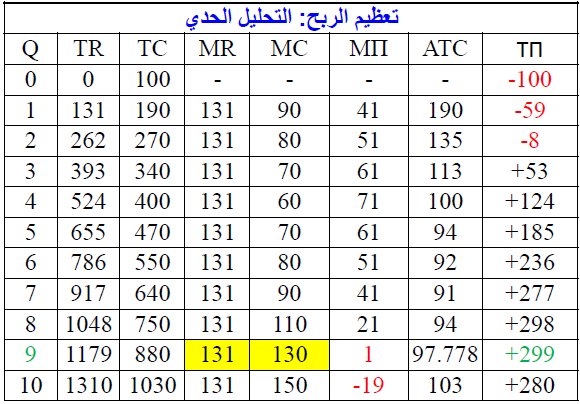 تعظيم الربح: التحليل الحدي
Q TR TC MR MC MΠ ATC TΠ
0 0 100 - - - - -100
1 131 190 131 90 41 190 -59
2 262 270 131 80 51 135 -8
3 393 340 131 70 61 113 +53
4 524 400 131 60 71 100 +124
5 655 470 131 70 61 94 +185
6 786 550 131 80 51 92 +236
7 917 640 131 90 41 91 +277
8 1048 750 131 110 21 94 +298
9 1179 880 131 130 1 97.778 +299
10 1310 1030 131 150 -19 103 +280